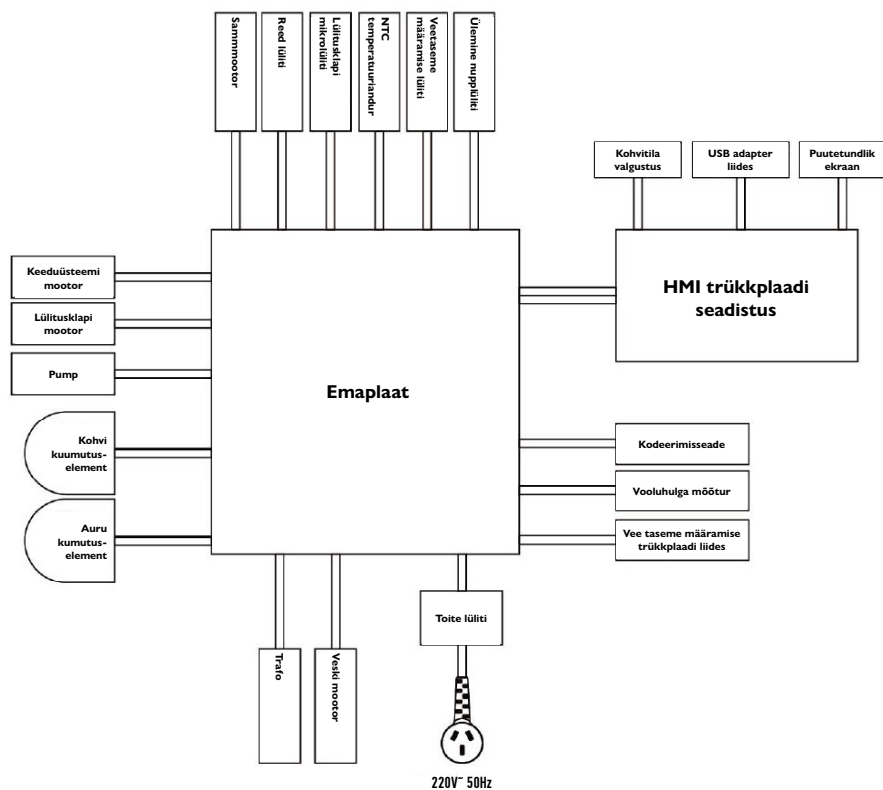 Sammmootor
Reed lüliti
Lülitusklapi
mikrolüliti
NTC
temperatuuriandur
Veetaseme
määramise lüliti
Ülemine nupplüliti
Kohvitila
valgustus
USB adapter
liides
Puutetundlik
ekraan
HMI trükkplaadi
seadistus
Keeduüsteemi
mootor
Lülitusklapi
mootor
Pump
Kohvi
kuumutus-
element
Auru
kumutus-
element
Emaplaat
Kodeerimisseade
Vooluhulga mõõtur
Vee taseme määramise
trükkplaadi liides
Toite lüliti
Trafo
Veski mootor
220V~ 50Hz